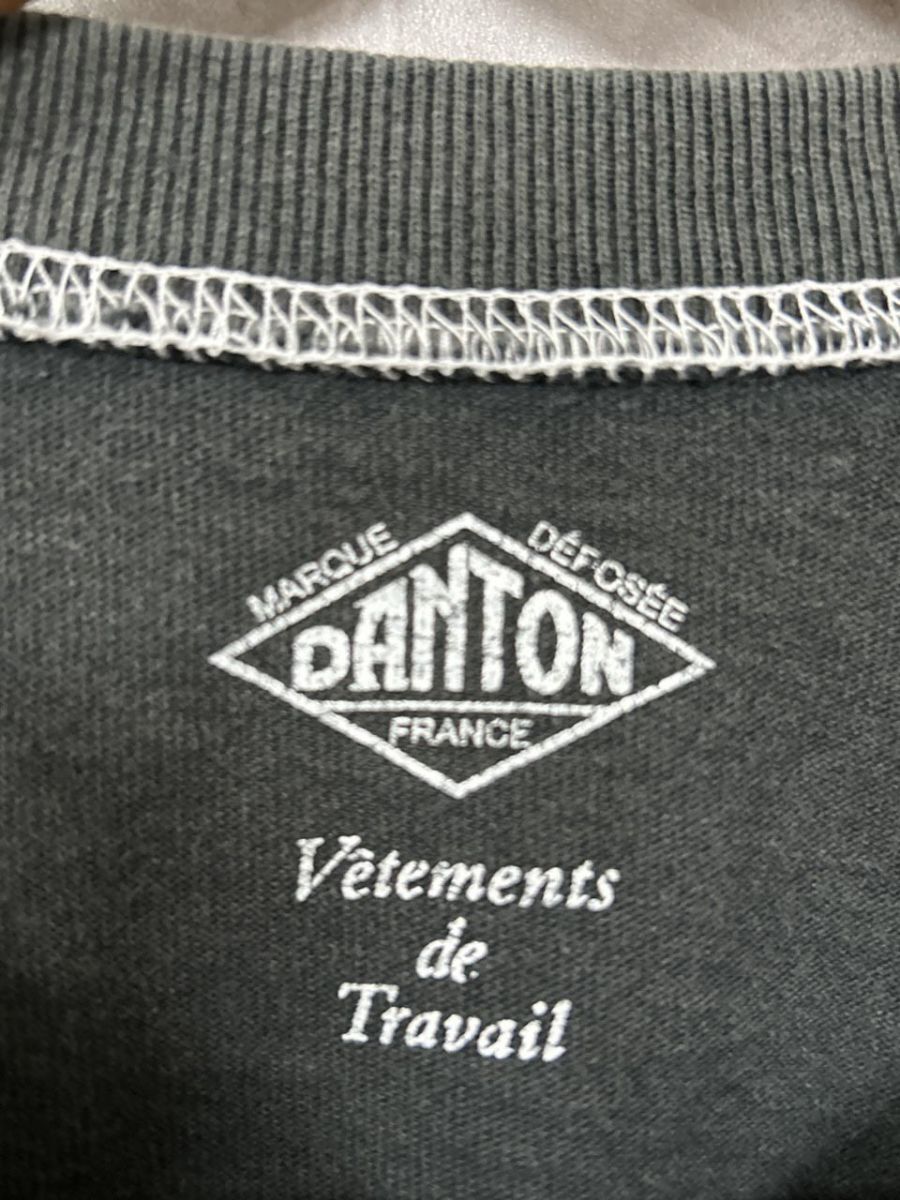 MARQUE DÉPOSÉE
DANTON
FRANCE
Vêtements
de
Travail